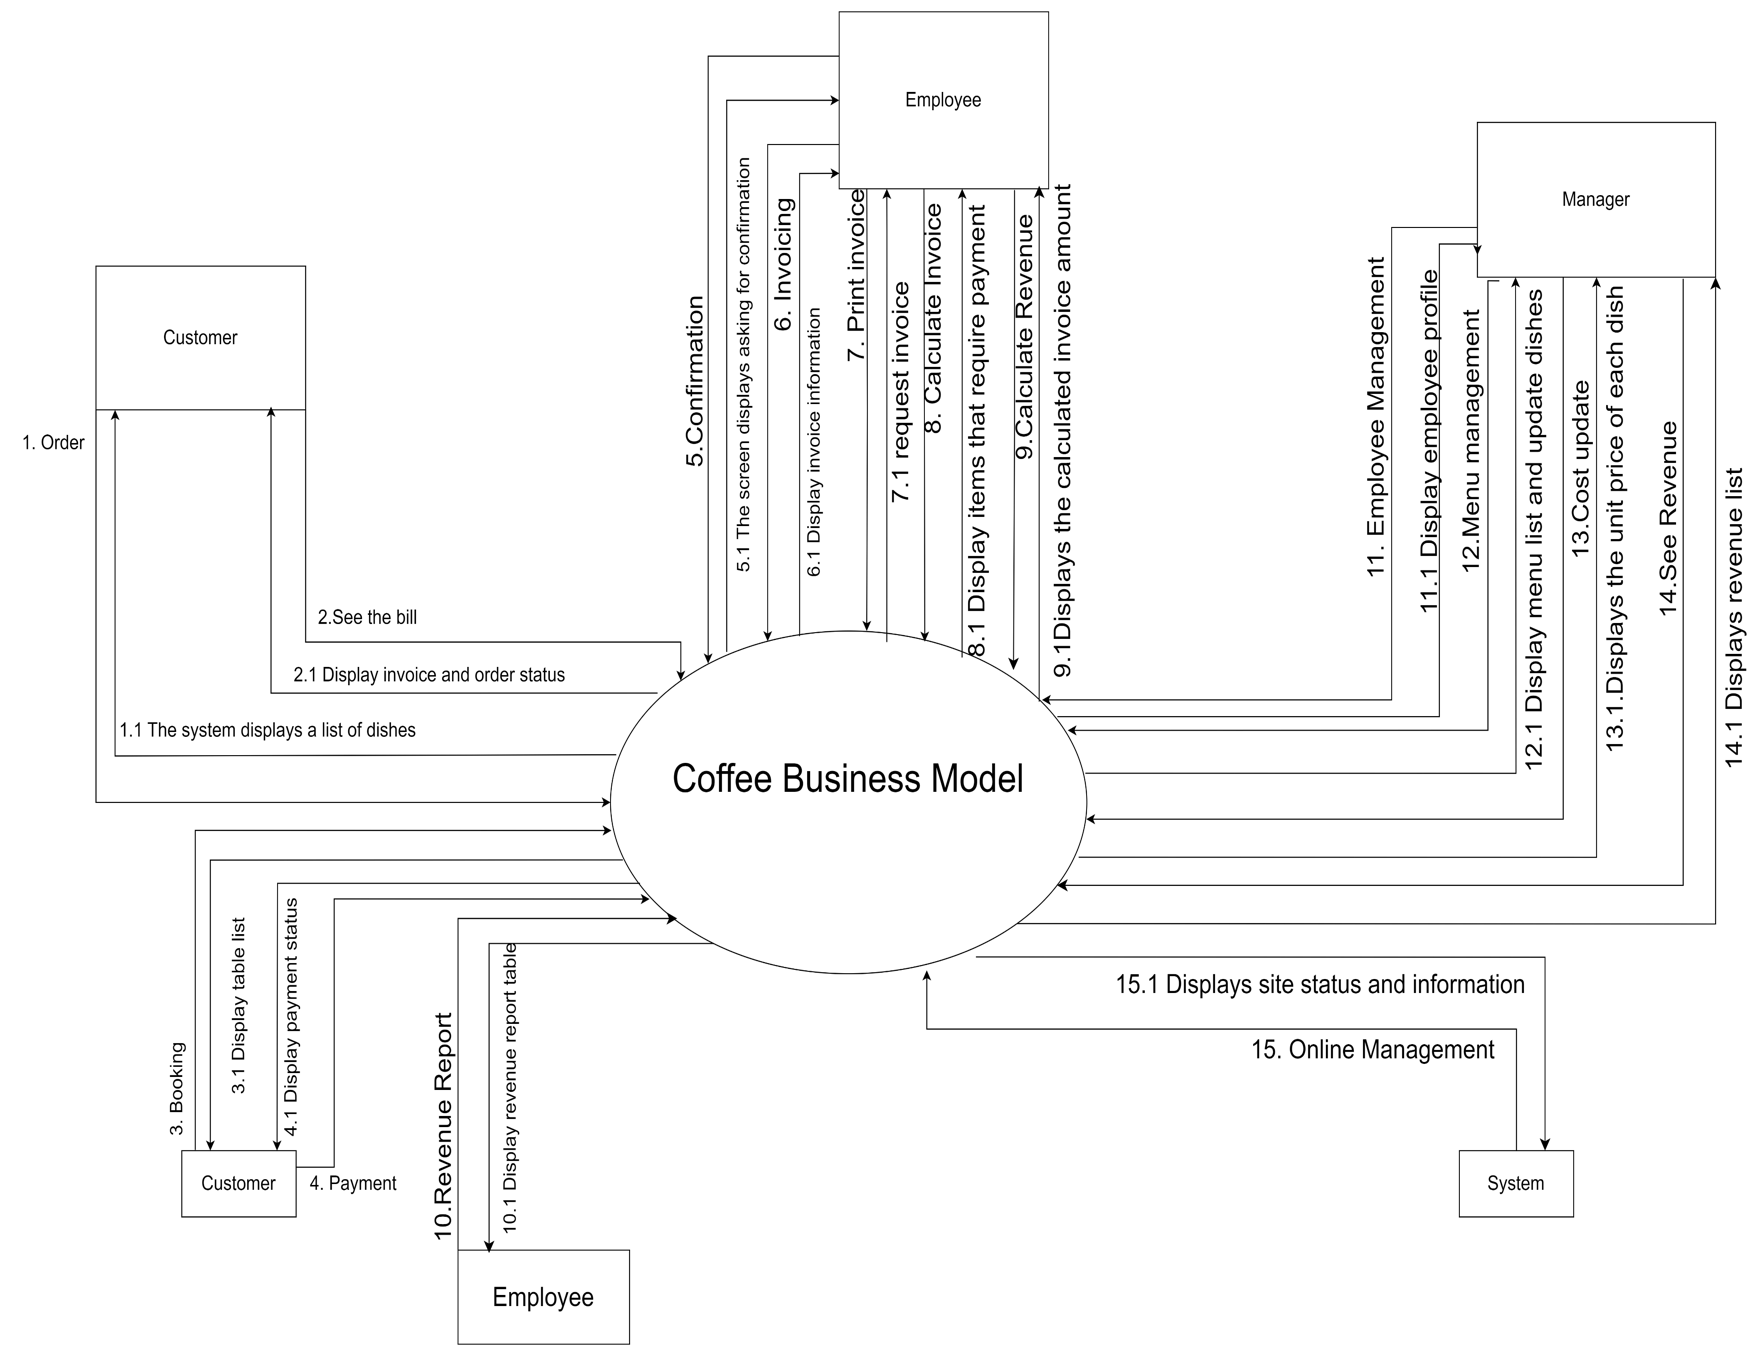 Employee
Manager
Customer
1. Order
5.Confirmation
5.1 The screen displays asking for confirmation
6. Invoicing
6.1 Display invoice information
7. Print invoice
7.1 request invoice
8. Calculate Invoice
8.1 Display items that require payment
9.Calculate Revenue
9.1Displays the calculated invoice amount
11. Employee Management
11.1 Display employee profile
12.Menu management
12.1 Display menu list and update dishes
13.Cost update
13.1.Displays the unit price of each dish
14.See Revenue
14.1 Displays revenue list
2.See the bill
2.1 Display invoice and order status
1.1 The system displays a list of dishes
Coffee Business Model
3. Booking
3.1 Display table list
4.1 Display payment status
4. Payment
Customer
10.Revenue Report
10.1 Display revenue report table
Employee
15.1 Displays site status and information
15. Online Management
System